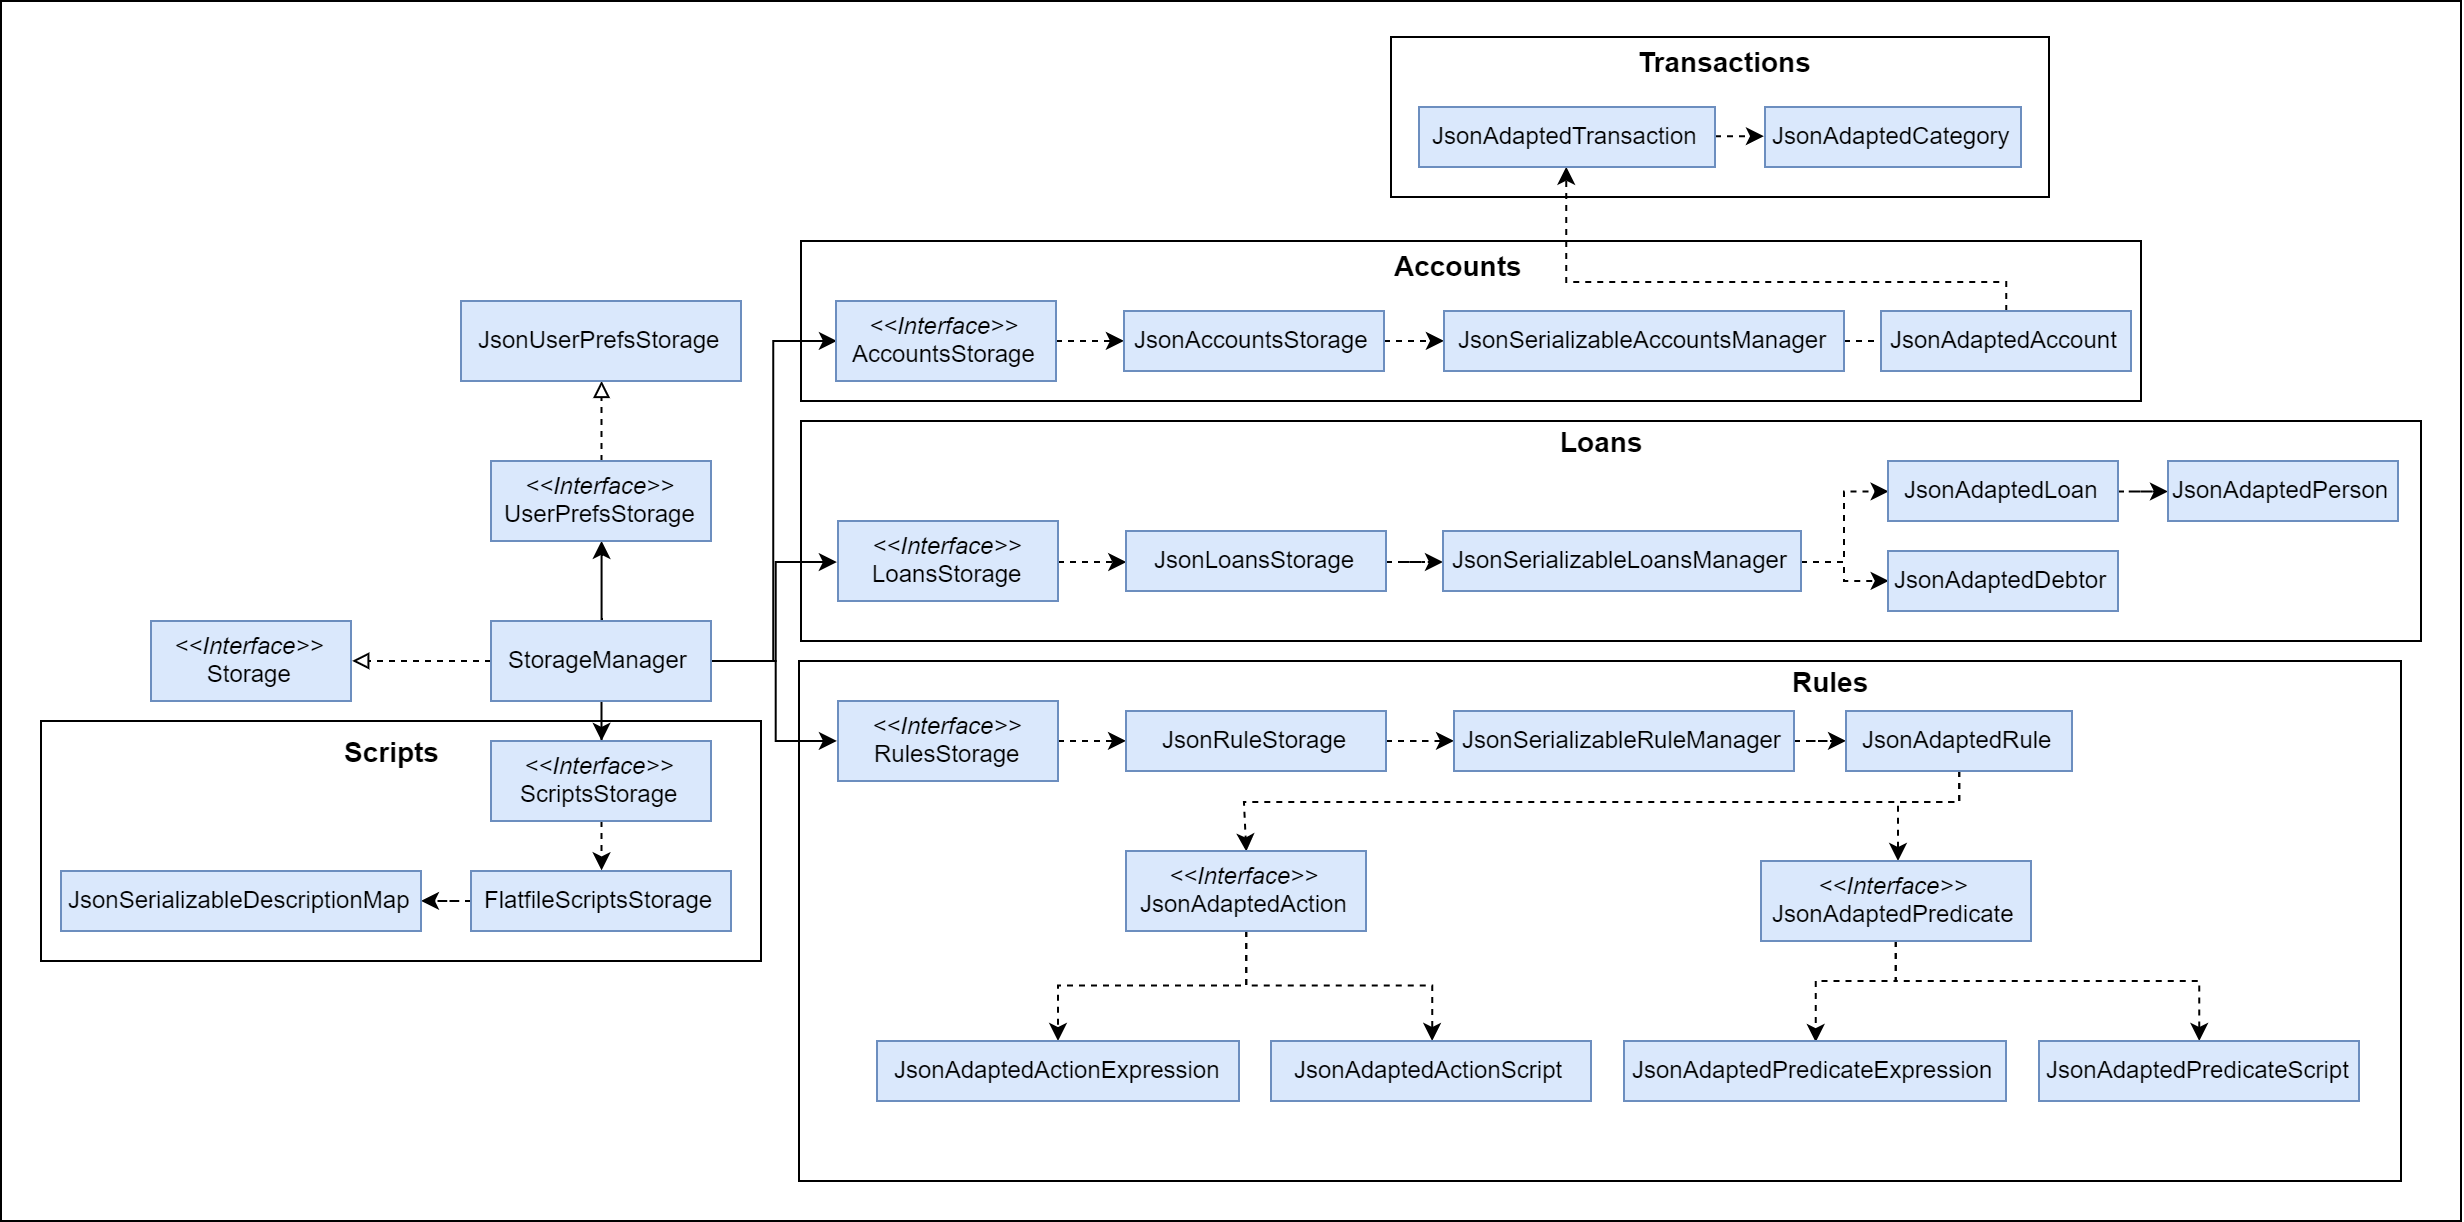 Transactions
JsonAdaptedTransaction
JsonAdaptedCategory
Accounts
<<Interface>>
AccountsStorage
JsonAccountsStorage
JsonSerializableAccountsManager
JsonAdaptedAccount
JsonUserPrefsStorage
<<Interface>>
UserPrefsStorage
Loans
<<Interface>>
LoansStorage
JsonLoansStorage
JsonSerializableLoansManager
JsonAdaptedLoan
JsonAdaptedPerson
JsonAdaptedDebtor
<<Interface>>
Storage
StorageManager
Scripts
<<Interface>>
ScriptsStorage
JsonSerializableDescriptionMap
FlatfileScriptsStorage
Rules
<<Interface>>
RulesStorage
JsonRuleStorage
JsonSerializableRuleManager
JsonAdaptedRule
<<Interface>>
JsonAdaptedAction
<<Interface>>
JsonAdaptedPredicate
JsonAdaptedActionExpression
JsonAdaptedActionScript
JsonAdaptedPredicateExpression
JsonAdaptedPredicateScript